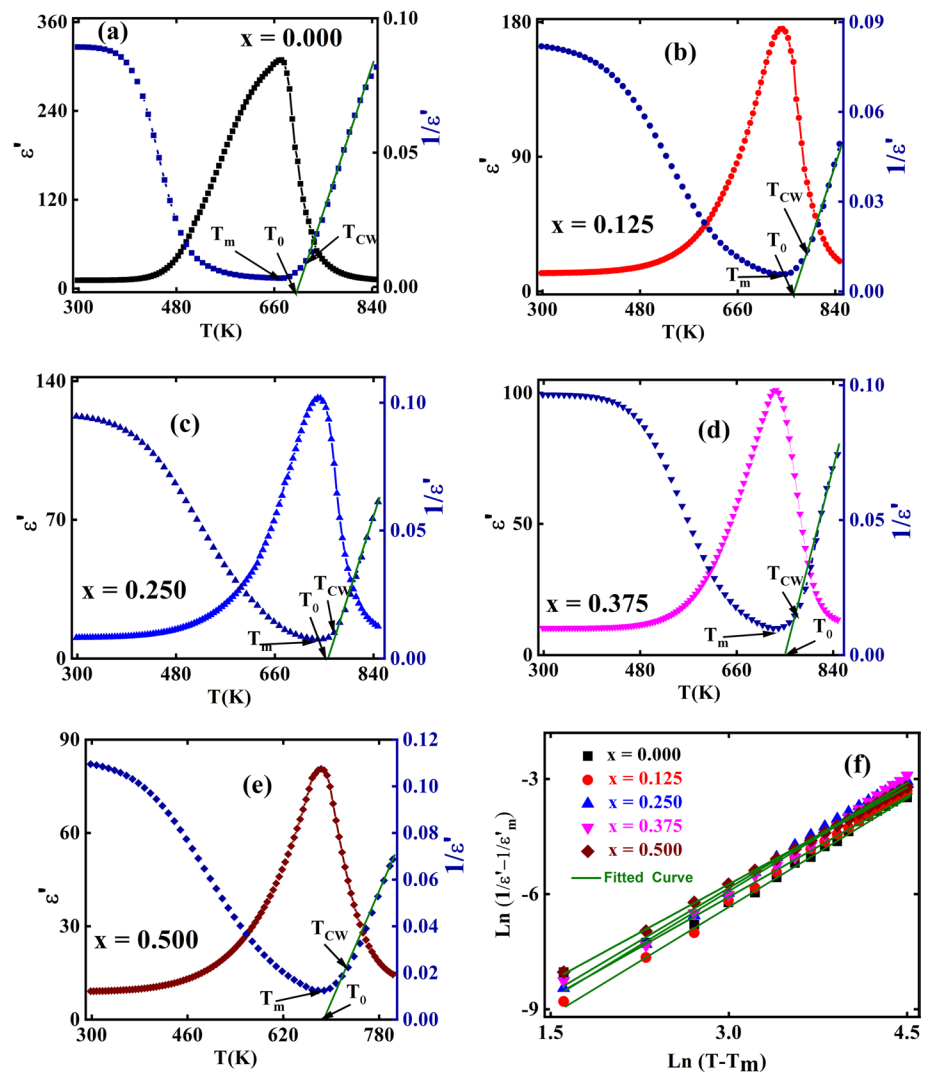 (a)
x = 0.000
360
240
120
0
ε'
300
480
660
840
T(K)
0.10
0.05
0.00
1/ε'
Tₘ
T₀
T_CW
(b)
x = 0.125
180
90
0
ε'
300
480
660
840
T(K)
0.09
0.06
0.03
0.00
1/ε'
T_CW
T₀
Tₘ
(c)
x = 0.250
140
70
0
ε'
300
480
660
840
T(K)
0.10
0.05
0.00
1/ε'
T_CW
T₀
Tₘ
(d)
x = 0.375
100
50
0
ε'
300
480
660
840
T(K)
0.10
0.05
0.00
1/ε'
T_CW
Tₘ
T₀
(e)
x = 0.500
90
60
30
0
ε'
300
460
620
780
T(K)
0.12
0.10
0.08
0.06
0.04
0.02
0.00
1/ε'
T_CW
Tₘ
T₀
(f)
x = 0.000
x = 0.125
x = 0.250
x = 0.375
x = 0.500
Fitted Curve
-3
-6
-9
Ln (1/ε'−1/ε'ₘ)
1.5
3.0
4.5
Ln (T-Tₘ)